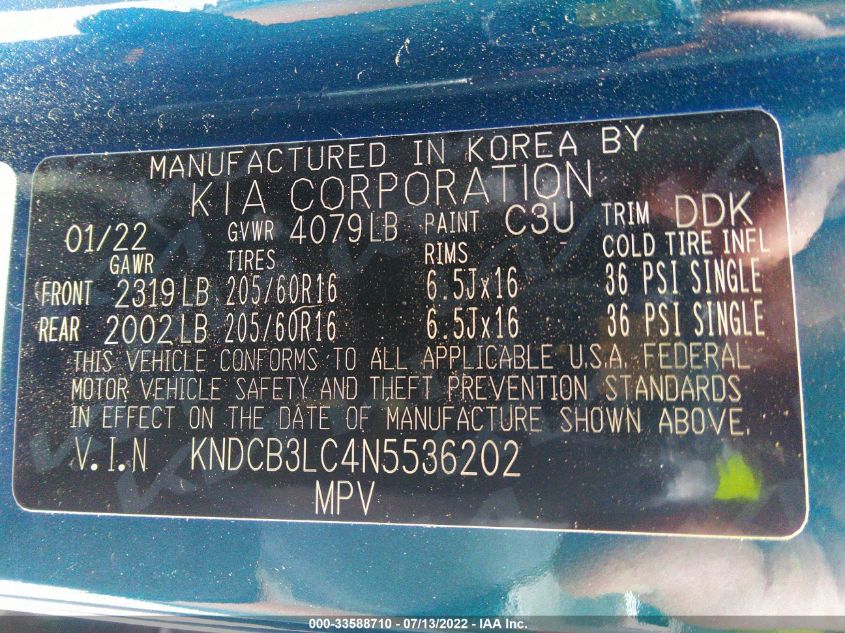 MANUFACTURED IN KOREA BY
KIA CORPORATION
01/22 GVWR 4079LB PAINT C3U TRIM DDK
GAWR TIRES RIMS COLD TIRE INFL
FRONT 2319LB 205/60R16 6.5Jx16 36 PSI SINGLE
REAR 2002LB 205/60R16 6.5Jx16 36 PSI SINGLE
THIS VEHICLE CONFORMS TO ALL APPLICABLE U.S.A. FEDERAL
MOTOR VEHICLE SAFETY AND THEFT PREVENTION STANDARDS
IN EFFECT ON THE DATE OF MANUFACTURE SHOWN ABOVE.
V.I.N KNDCB3LC4N5536202
MPV
000-33588710 - 07/13/2022 - IAA Inc.